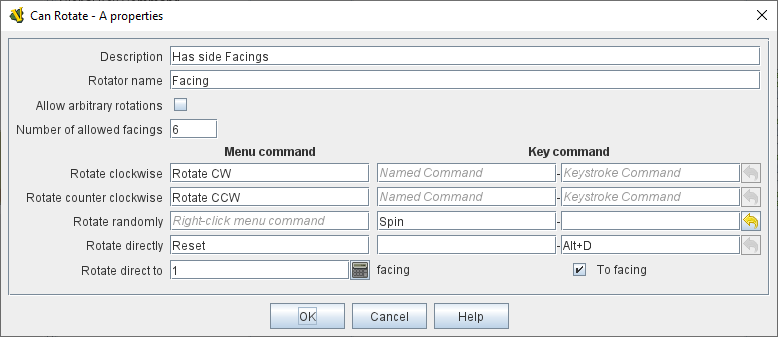 Can Rotate - A properties
Description Has side Facings
Rotator name Facing
Allow arbitrary rotations
Number of allowed facings 6
Menu command Key command
Rotate clockwise Rotate CW Named Command - Keystroke Command
Rotate counter clockwise Rotate CCW Named Command - Keystroke Command
Rotate randomly Right-click menu command Spin -
Rotate directly Reset - Alt+D
Rotate direct to 1 facing To facing
OK Cancel Help